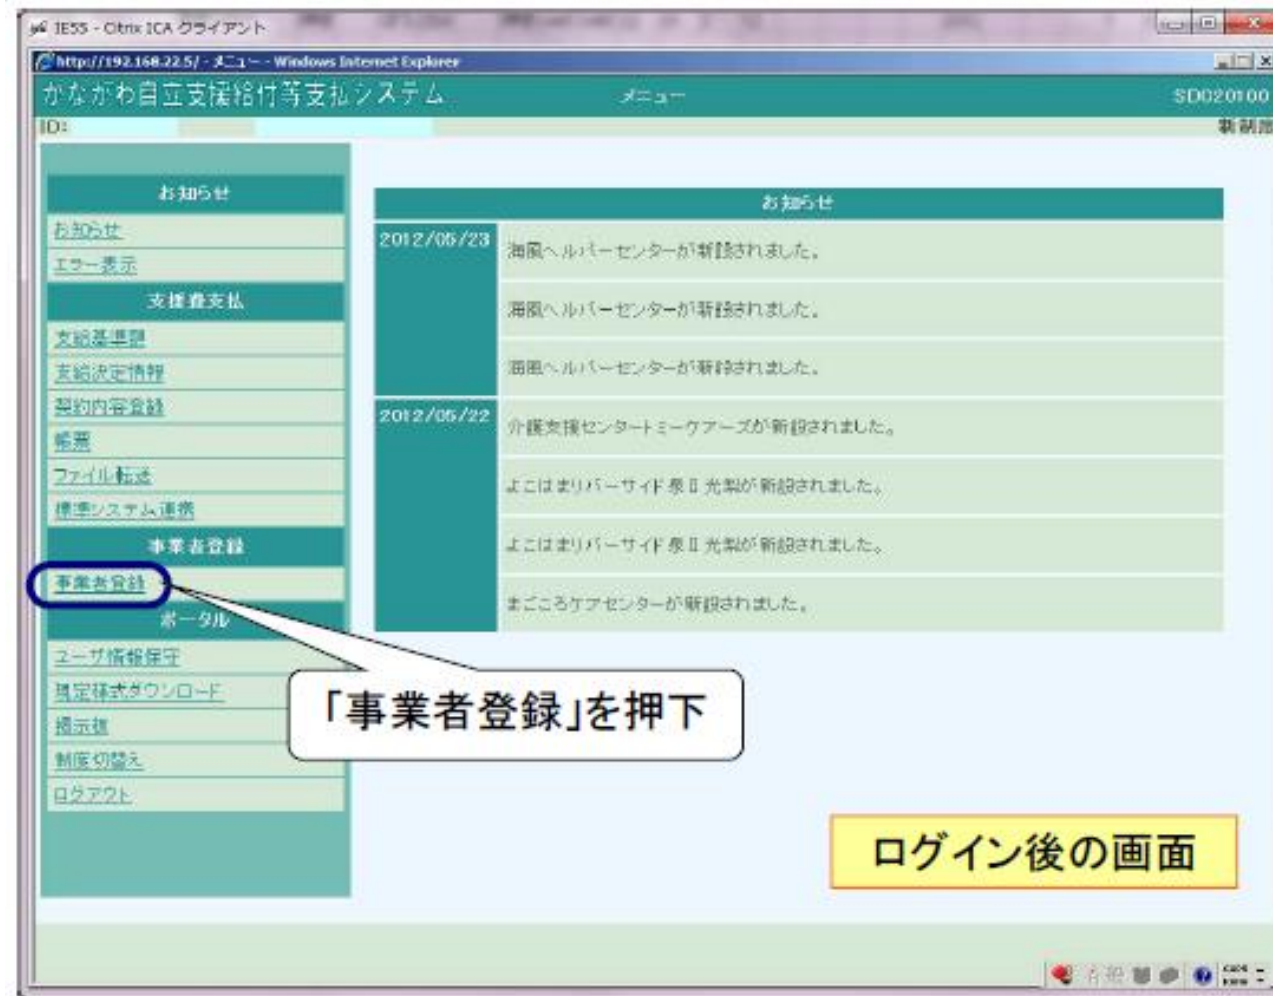 IE55 - Citrix ICA クライアント
http://192.168.22.5/ - メニュー - Windows Internet Explorer
かながわ自立支援給付等支払システム メニュー SD020100
ID: 新制度
お知らせ
お知らせ
エラー表示
支援費支払
支給基準額
支給決定情報
契約内容登録
帳票
ファイル転送
標準システム連携
事業者登録
事業者登録
ポータル
ユーザ情報保守
規定様式ダウンロード
掲示板
制度切替え
ログアウト
お知らせ
2012/05/23
海風ヘルパーセンターが新設されました。
海風ヘルパーセンターが新設されました。
海風ヘルパーセンターが新設されました。
2012/05/22
介護支援センタートミーケアーズが新設されました。
よこはまリバーサイド泉Ⅱ光梨が新設されました。
よこはまリバーサイド泉Ⅱ光梨が新設されました。
まごころケアセンターが新設されました。
「事業者登録」を押下
ログイン後の画面
CAPS
KANA